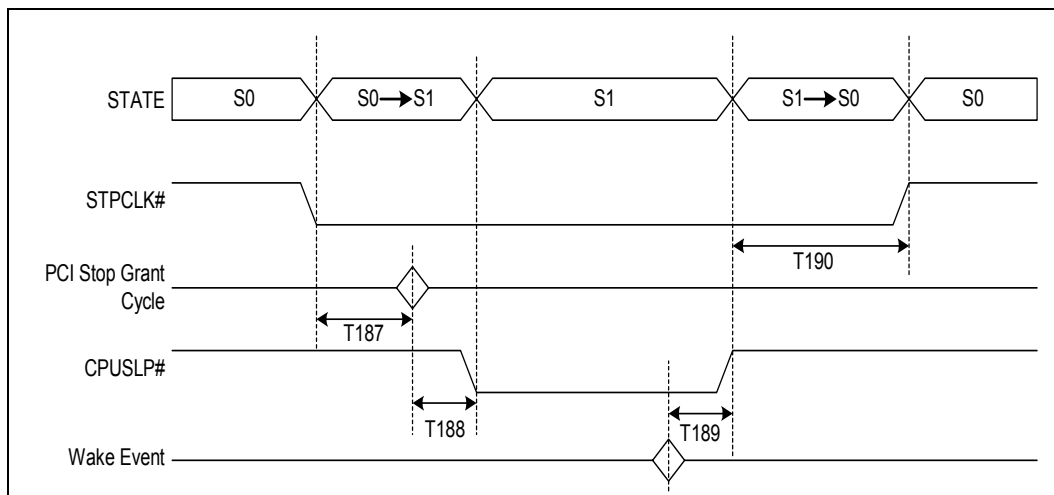 STATE S0 S0→S1 S1 S1→S0 S0
STPCLK#
T190
PCI Stop Grant
Cycle
T187
CPUSLP#
T188
T189
Wake Event